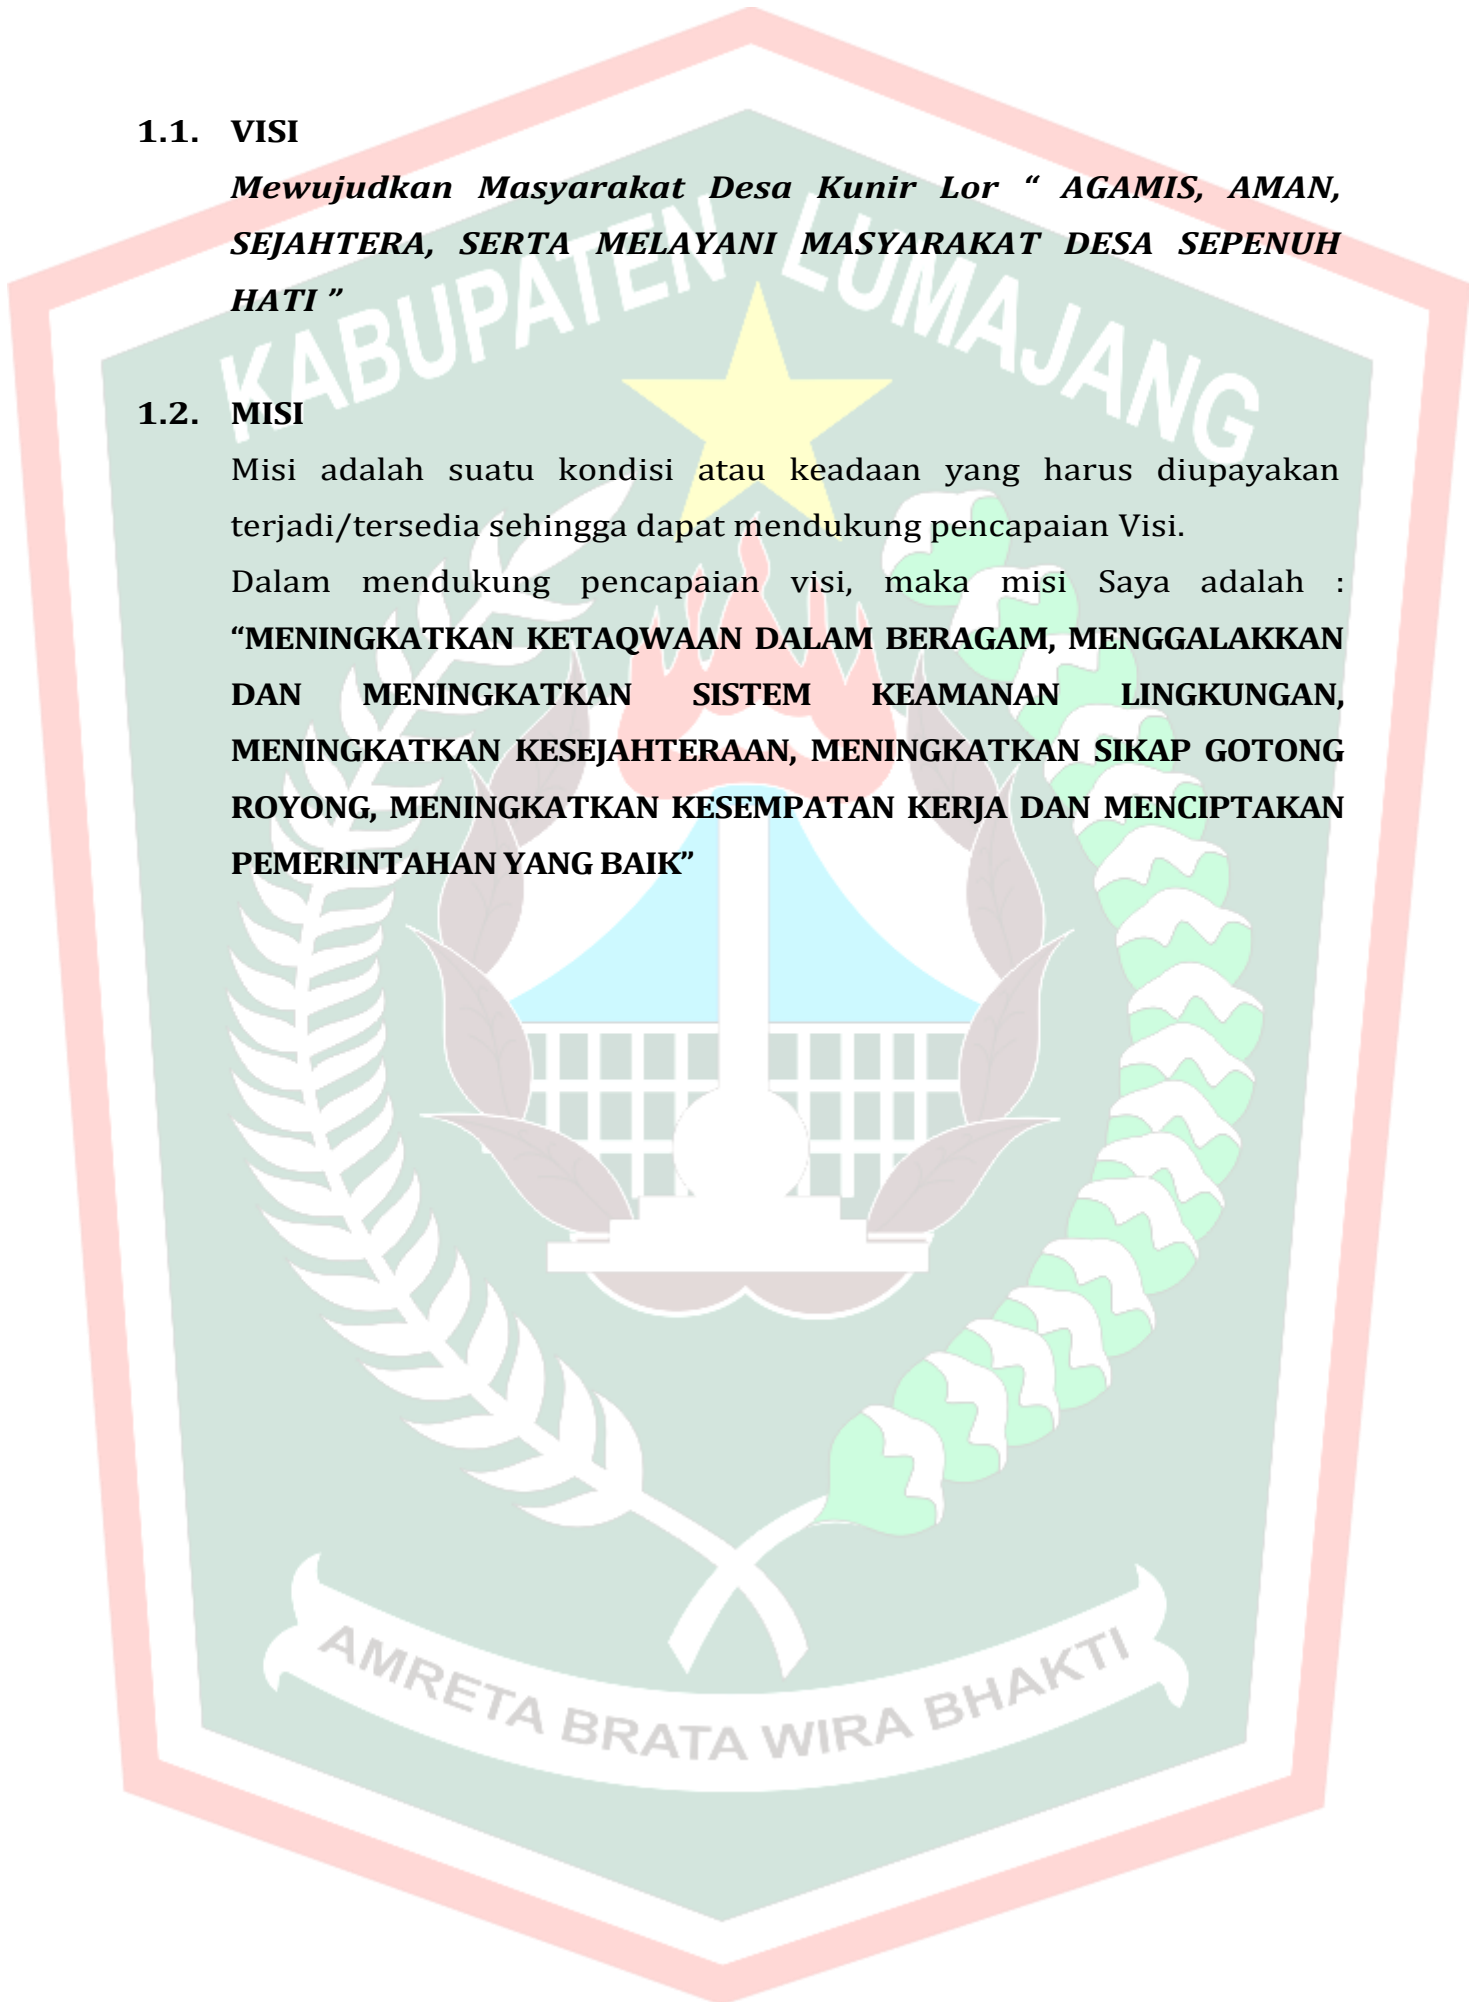 1.1. VISI
Mewujudkan Masyarakat Desa Kunir Lor “ AGAMIS, AMAN,
SEJAHTERA, SERTA MELAYANI MASYARAKAT DESA SEPENUH
HATI ”
KABUPATEN LUMAJANG
1.2. MISI
Misi adalah suatu kondisi atau keadaan yang harus diupayakan
terjadi/tersedia sehingga dapat mendukung pencapaian Visi.
Dalam mendukung pencapaian visi, maka misi Saya adalah :
“MENINGKATKAN KETAQWAAN DALAM BERAGAM, MENGGALAKKAN
DAN MENINGKATKAN SISTEM KEAMANAN LINGKUNGAN,
MENINGKATKAN KESEJAHTERAAN, MENINGKATKAN SIKAP GOTONG
ROYONG, MENINGKATKAN KESEMPATAN KERJA DAN MENCIPTAKAN
PEMERINTAHAN YANG BAIK”
AMRETA BRATA WIRA BHAKTI